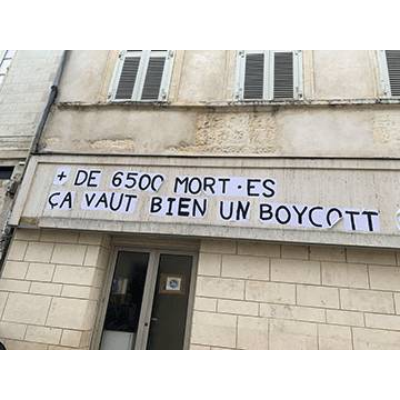 + DE 6500 MORT·ES
ÇA VAUT BIEN UN BOYCOTT